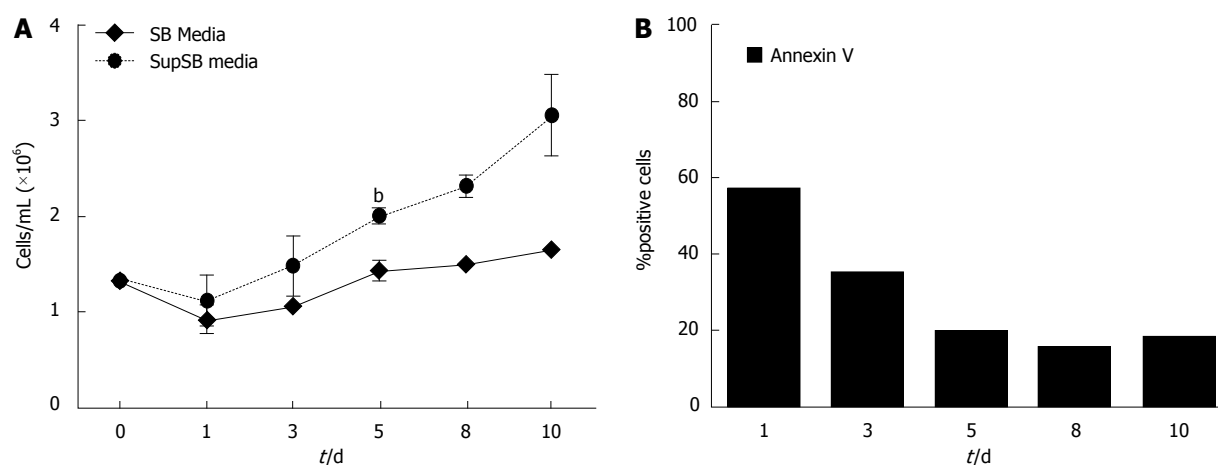 A
SB Media
SupSB media
Cells/mL (×10⁶)
4
3
2
1
0
b
0 1 3 5 8 10
t/d
B
Annexin V
%positive cells
100
80
60
40
20
0
1 3 5 8 10
t/d